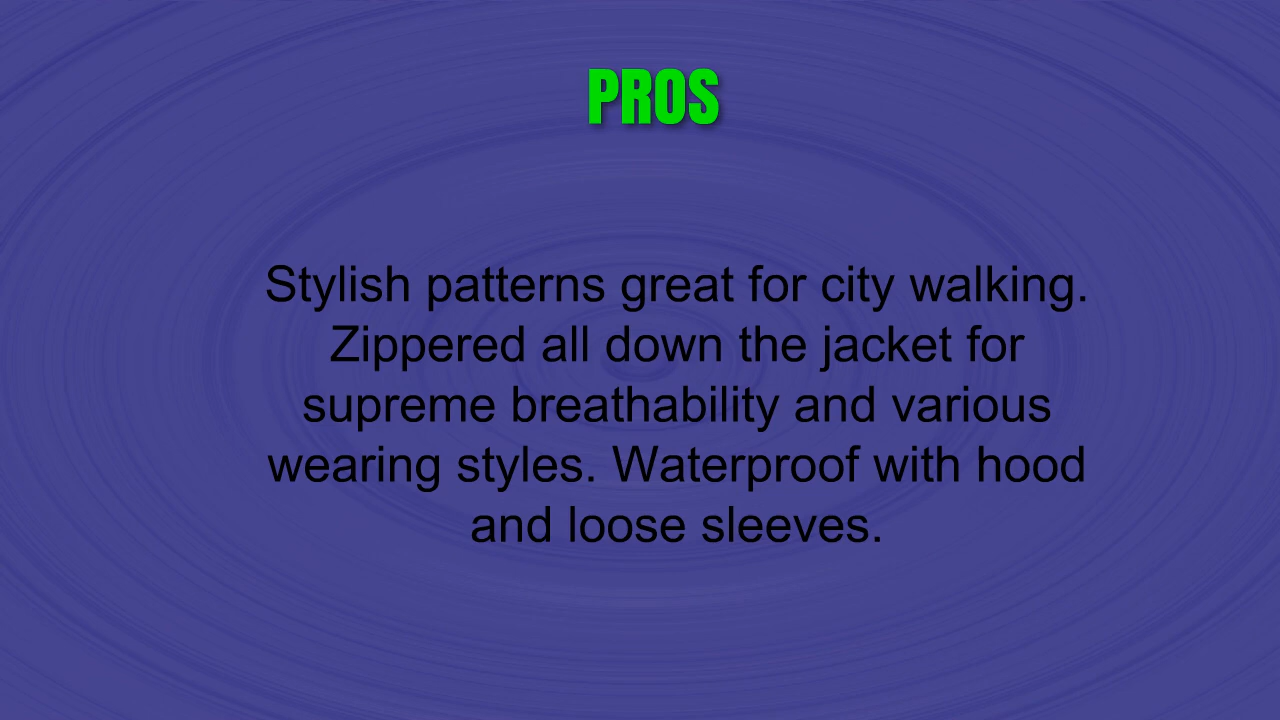 PROS
Stylish patterns great for city walking.
Zippered all down the jacket for
supreme breathability and various
wearing styles. Waterproof with hood
and loose sleeves.